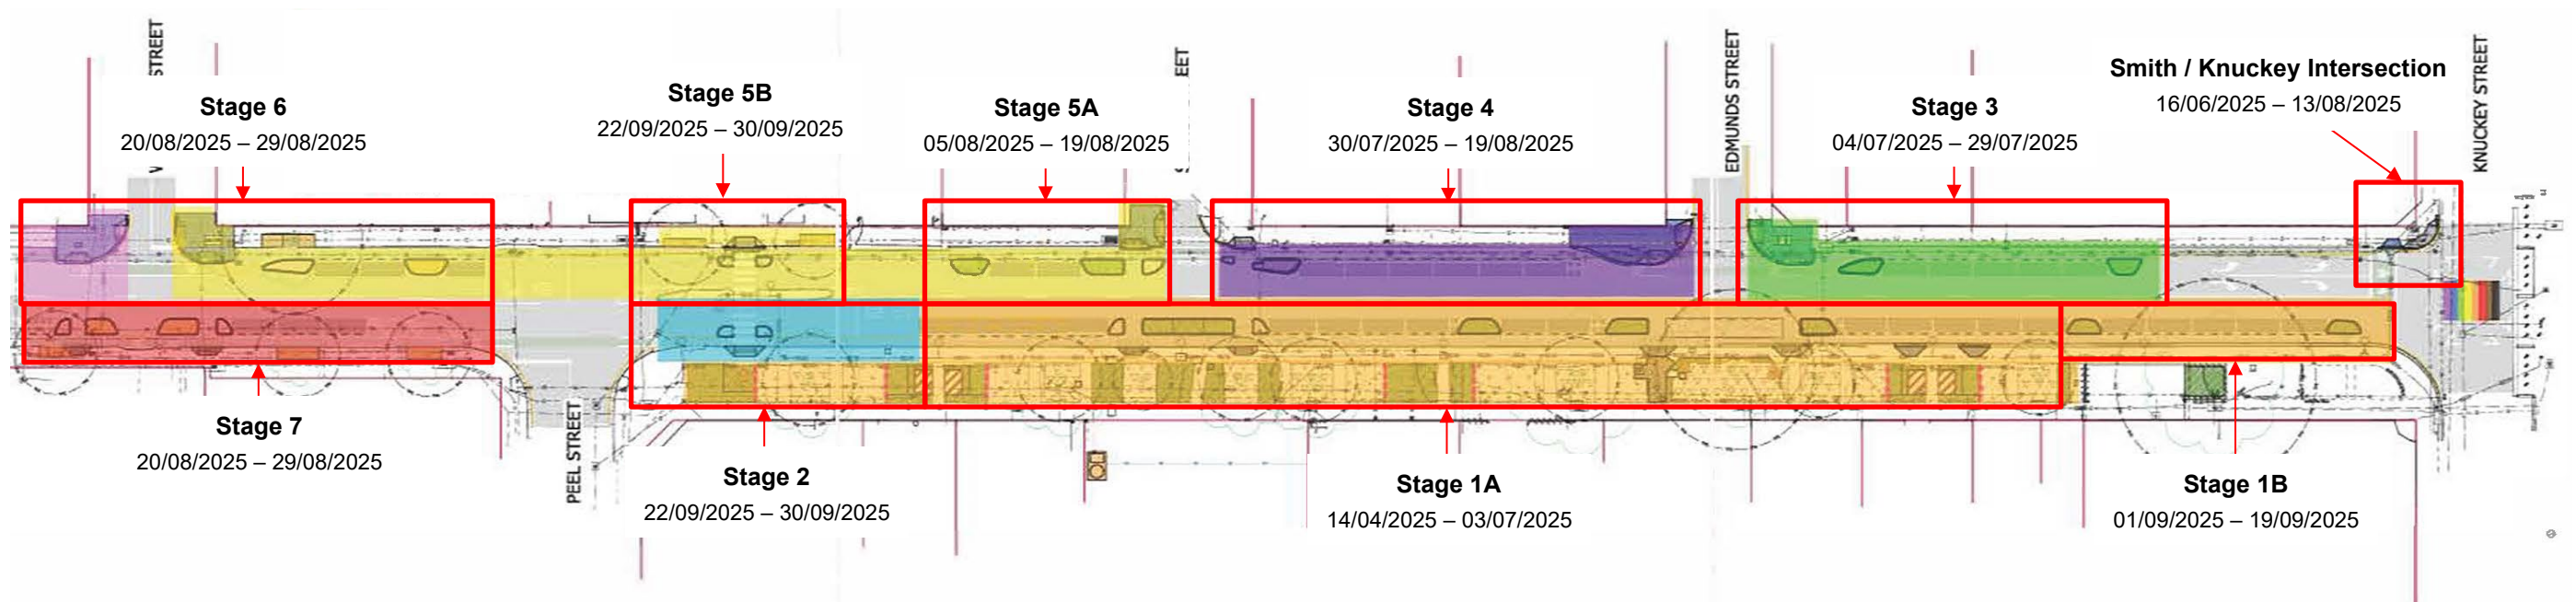 STREET
EDMUNDS STREET
KNUCKEY STREET
Smith / Knuckey Intersection
16/06/2025 – 13/08/2025
Stage 6
20/08/2025 – 29/08/2025
Stage 5B
22/09/2025 – 30/09/2025
Stage 5A
05/08/2025 – 19/08/2025
Stage 4
30/07/2025 – 19/08/2025
Stage 3
04/07/2025 – 29/07/2025
Stage 7
20/08/2025 – 29/08/2025
PEEL STREET
Stage 2
22/09/2025 – 30/09/2025
Stage 1A
14/04/2025 – 03/07/2025
Stage 1B
01/09/2025 – 19/09/2025